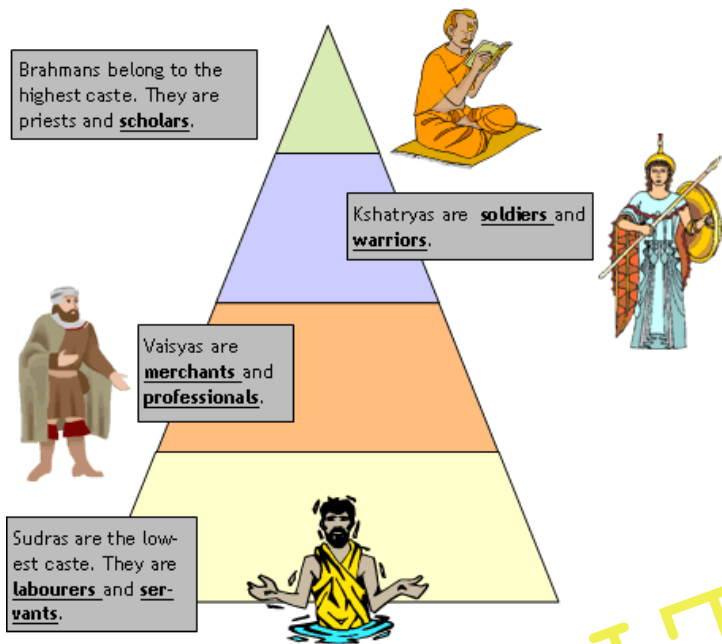 Brahmans belong to the
highest caste. They are
priests and scholars.
Kshatryas are soldiers and
warriors.
Vaisyas are
merchants and
professionals.
Sudras are the low-
est caste. They are
labourers and ser-
vants.